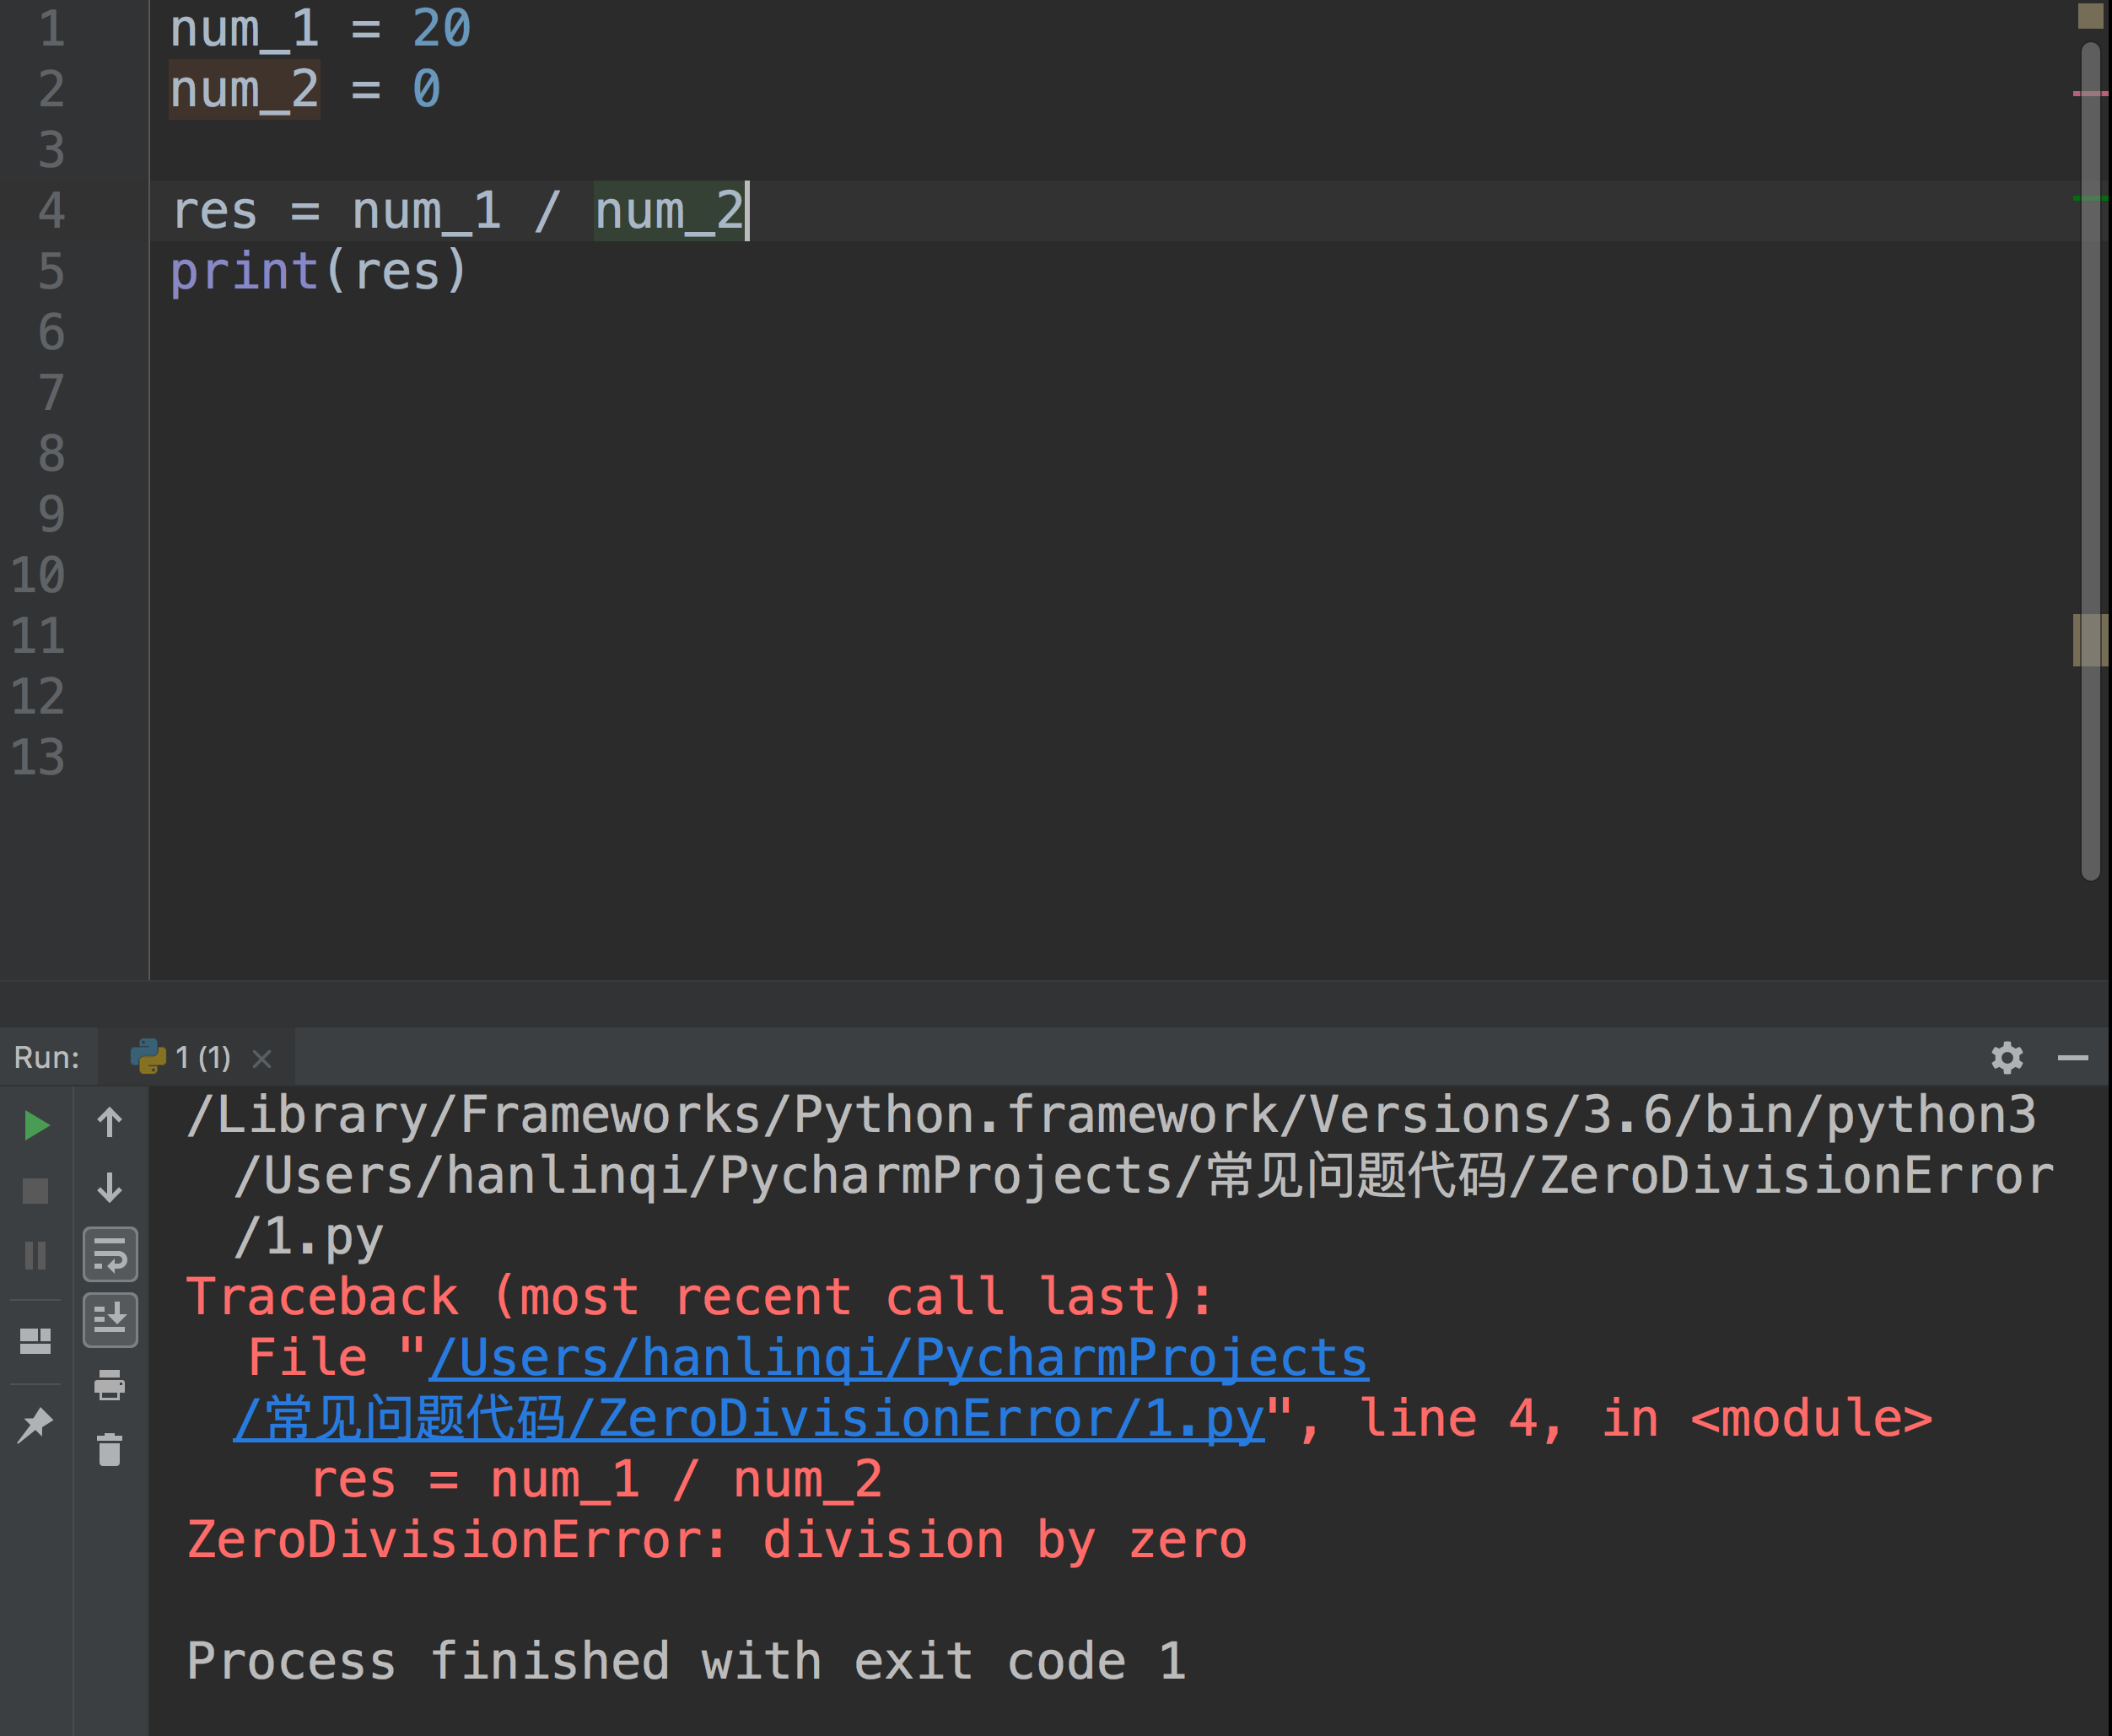 1 num_1 = 20
2 num_2 = 0
3
4 res = num_1 / num_2
5 print(res)
6
7
8
9
10
11
12
13
Run: 1 (1)
/Library/Frameworks/Python.framework/Versions/3.6/bin/python3
/Users/hanlinqi/PycharmProjects/常见问题代码/ZeroDivisionError
/1.py
Traceback (most recent call last):
File "/Users/hanlinqi/PycharmProjects
/常见问题代码/ZeroDivisionError/1.py", line 4, in <module>
res = num_1 / num_2
ZeroDivisionError: division by zero
Process finished with exit code 1